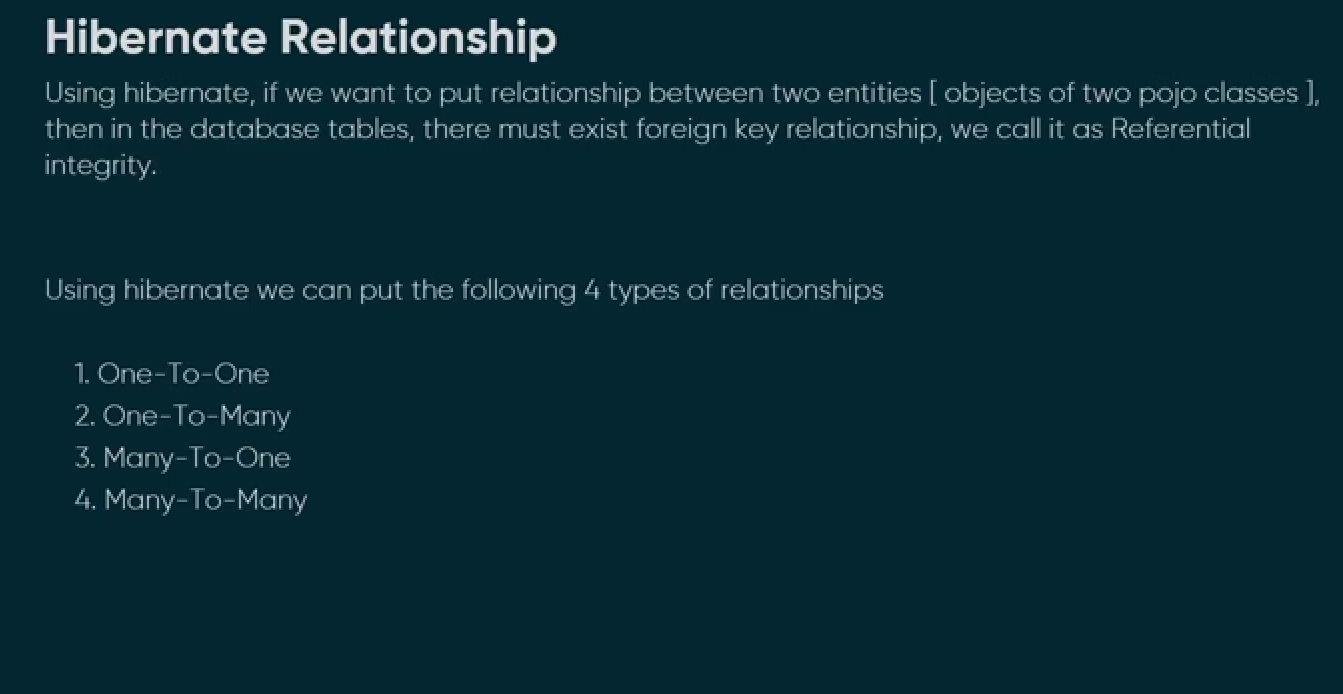 Hibernate Relationship
Using hibernate, if we want to put relationship between two entities [ objects of two pojo classes ],
then in the database tables, there must exist foreign key relationship, we call it as Referential
integrity.
Using hibernate we can put the following 4 types of relationships
1. One-To-One
2. One-To-Many
3. Many-To-One
4. Many-To-Many